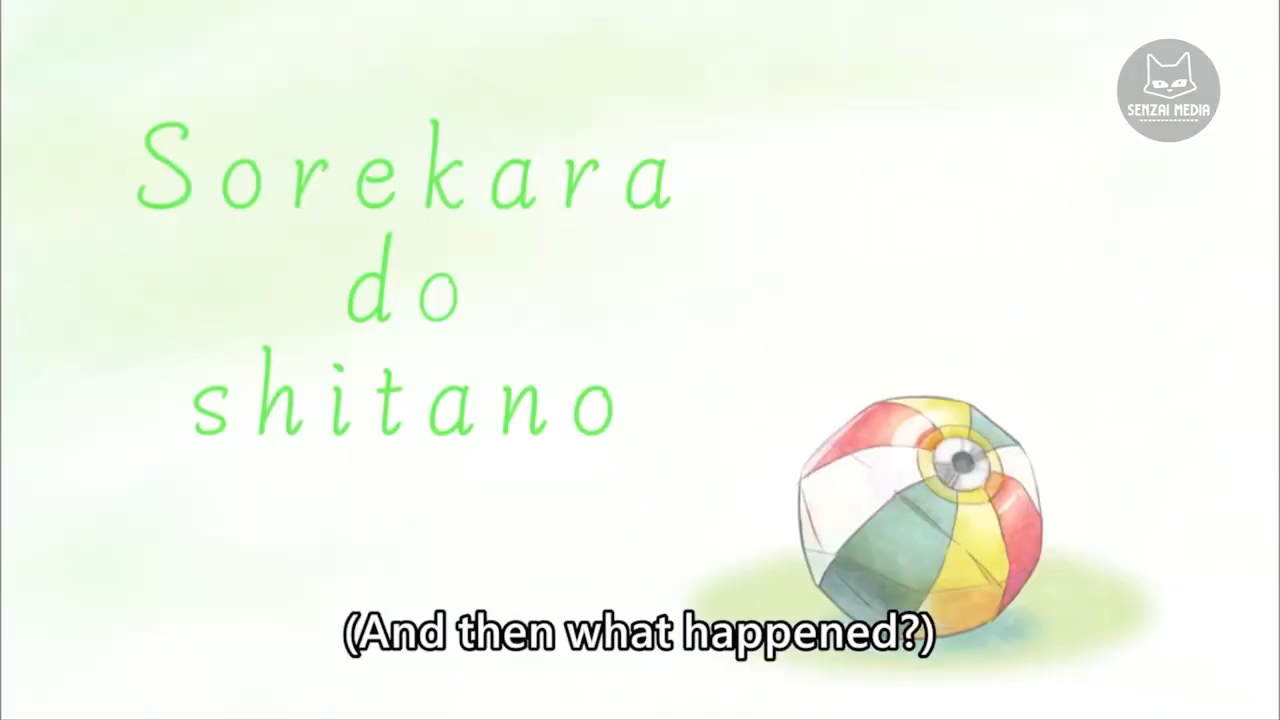 Sorekara
do
shitano
SENZAI MEDIA
(And then what happened?)